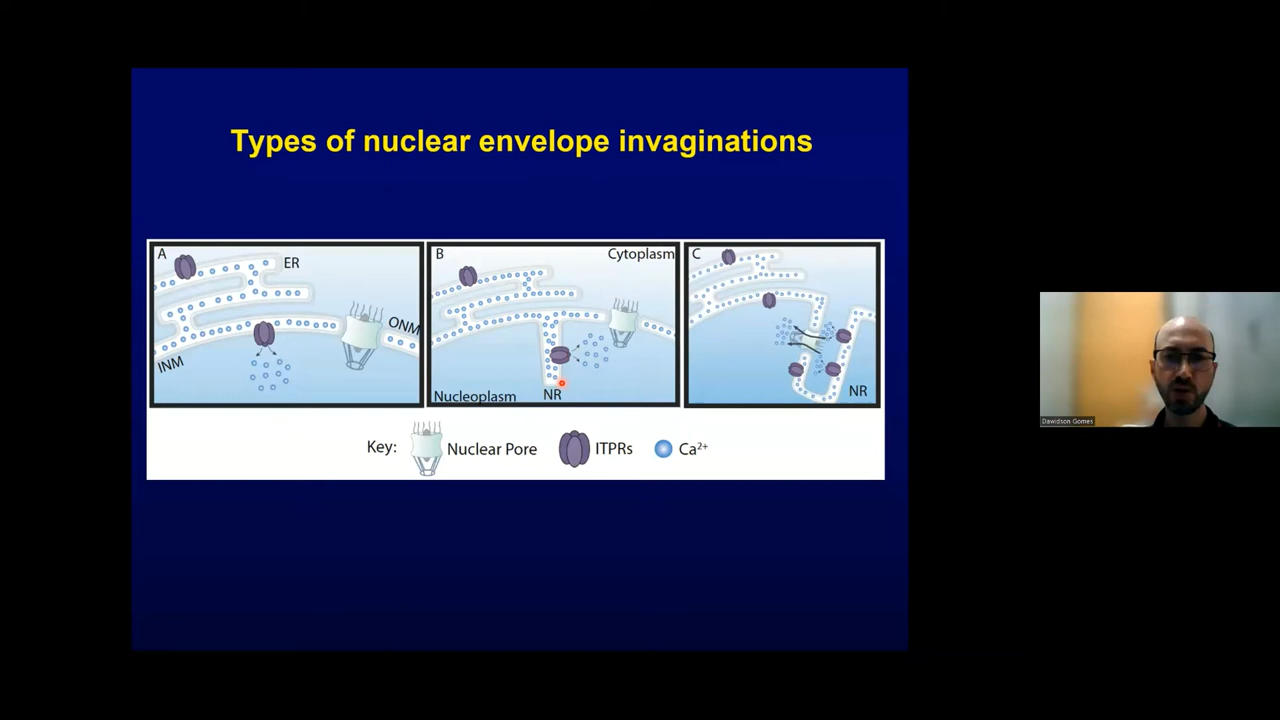 Types of nuclear envelope invaginations
A
ER
ONM
INM
B
Cytoplasm
Nucleoplasm
NR
C
NR
Key:
Nuclear Pore
ITPRs
Ca²⁺
Dawidson Gomes